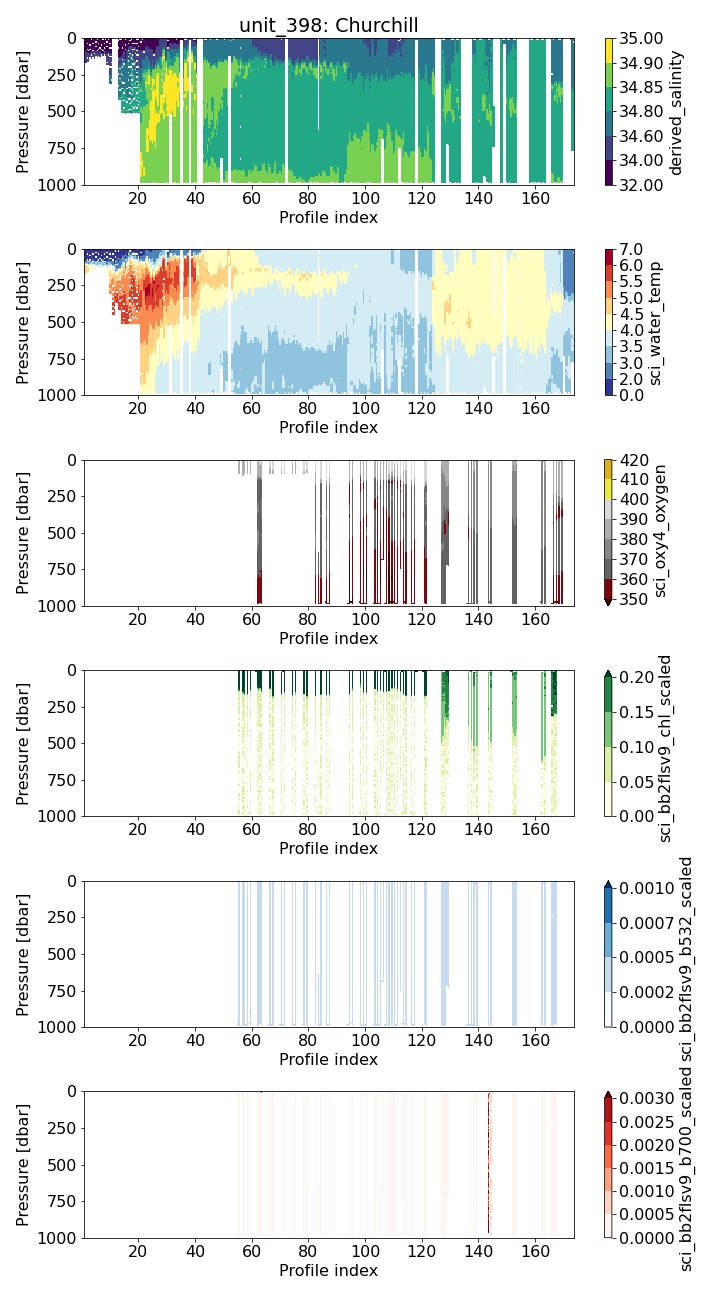 unit_398: Churchill
0
250
500
750
1000
Pressure [dbar]
20 40 60 80 100 120 140 160
Profile index
35.00
34.90
34.85
34.80
34.60
34.00
32.00
derived_salinity
0
250
500
750
1000
Pressure [dbar]
20 40 60 80 100 120 140 160
Profile index
7.0
6.0
5.5
5.0
4.5
4.0
3.5
3.0
2.0
0.0
sci_water_temp
0
250
500
750
1000
Pressure [dbar]
20 40 60 80 100 120 140 160
Profile index
420
410
400
390
380
370
360
350
sci_oxy4_oxygen
0
250
500
750
1000
Pressure [dbar]
20 40 60 80 100 120 140 160
Profile index
0.20
0.15
0.10
0.05
0.00
sci_bb2flsv9_chl_scaled
0
250
500
750
1000
Pressure [dbar]
20 40 60 80 100 120 140 160
Profile index
0.0010
0.0007
0.0005
0.0002
0.0000
sci_bb2flsv9_b532_scaled
0
250
500
750
1000
Pressure [dbar]
20 40 60 80 100 120 140 160
Profile index
0.0030
0.0025
0.0020
0.0015
0.0010
0.0005
0.0000
sci_bb2flsv9_b700_scaled